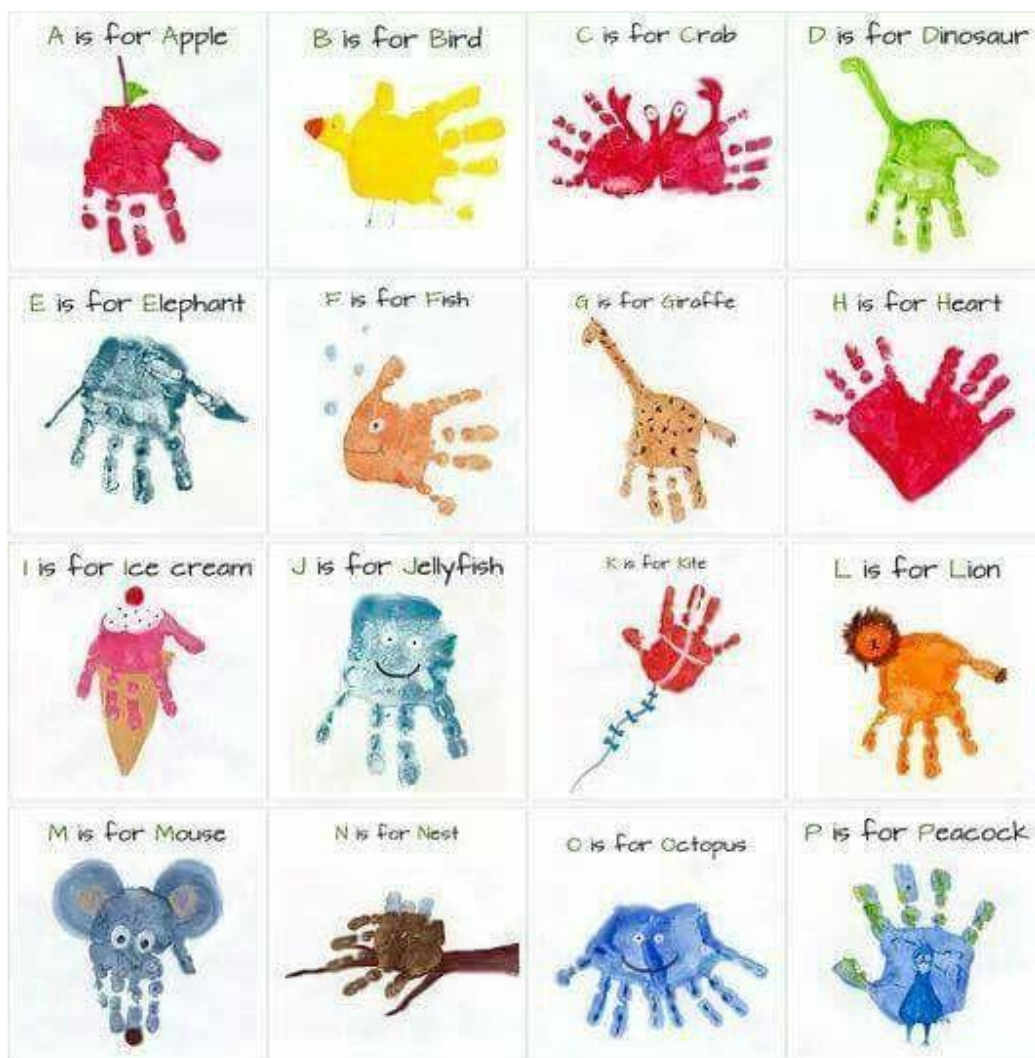 A is for Apple
B is for Bird
C is for Crab
D is for Dinosaur
E is for Elephant
F is for Fish
G is for Giraffe
H is for Heart
I is for Ice cream
J is for Jellyfish
K is for Kite
L is for Lion
M is for Mouse
N is for Nest
O is for Octopus
P is for Peacock